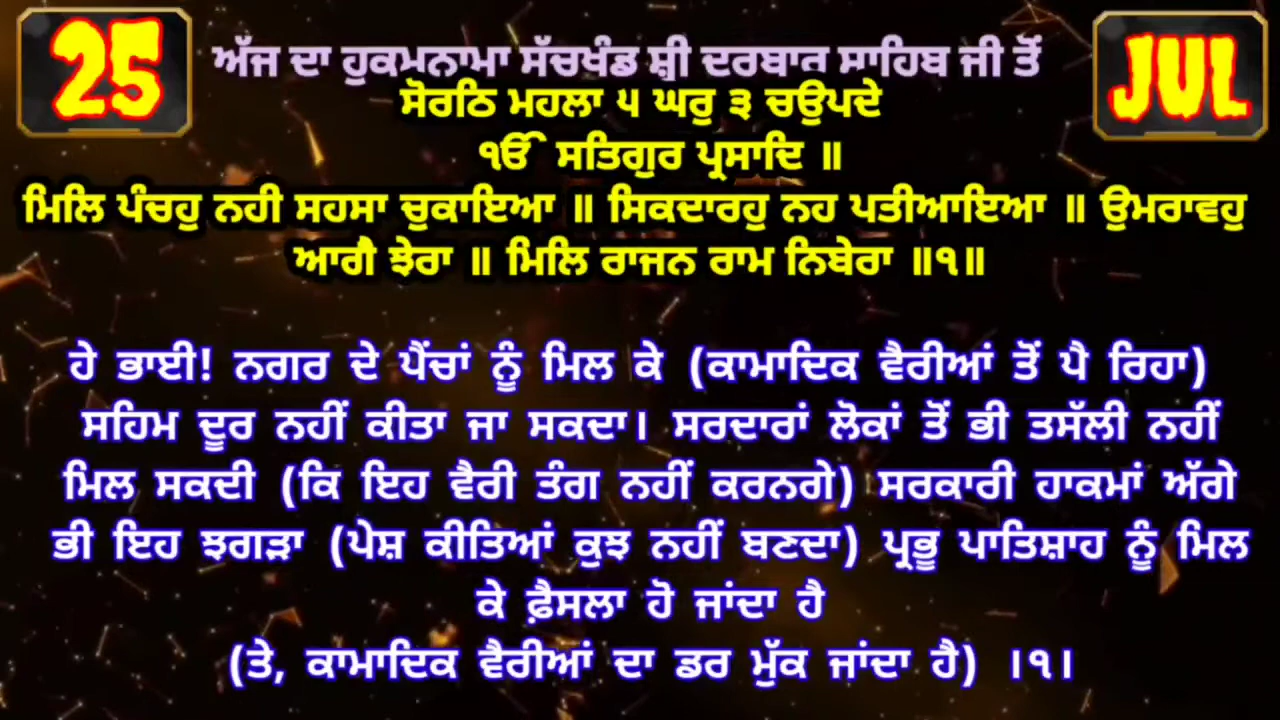 25
JUL
ਅੱਜ ਦਾ ਹੁਕਮਨਾਮਾ ਸੱਚਖੰਡ ਸ਼੍ਰੀ ਦਰਬਾਰ ਸਾਹਿਬ ਜੀ ਤੋਂ
ਸੋਰਠਿ ਮਹਲਾ ੫ ਘਰੁ ੩ ਚਉਪਦੇ
ੴ ਸਤਿਗੁਰ ਪ੍ਰਸਾਦਿ ॥
ਮਿਲਿ ਪੰਚਹੁ ਨਹੀ ਸਹਸਾ ਚੁਕਾਇਆ ॥ ਸਿਕਦਾਰਹੁ ਨਹ ਪਤੀਆਇਆ ॥ ਉਮਰਾਵਹੁ
ਆਗੈ ਝੇਰਾ ॥ ਮਿਲਿ ਰਾਜਨ ਰਾਮ ਨਿਬੇਰਾ ॥੧॥
ਹੇ ਭਾਈ! ਨਗਰ ਦੇ ਪੈਂਚਾਂ ਨੂੰ ਮਿਲ ਕੇ (ਕਾਮਾਦਿਕ ਵੈਰੀਆਂ ਤੋਂ ਪੈ ਰਿਹਾ)
ਸਹਿਮ ਦੂਰ ਨਹੀਂ ਕੀਤਾ ਜਾ ਸਕਦਾ। ਸਰਦਾਰਾਂ ਲੋਕਾਂ ਤੋਂ ਭੀ ਤਸੱਲੀ ਨਹੀਂ
ਮਿਲ ਸਕਦੀ (ਕਿ ਇਹ ਵੈਰੀ ਤੰਗ ਨਹੀਂ ਕਰਨਗੇ) ਸਰਕਾਰੀ ਹਾਕਮਾਂ ਅੱਗੇ
ਭੀ ਇਹ ਝਗੜਾ (ਪੇਸ਼ ਕੀਤਿਆਂ ਕੁਝ ਨਹੀਂ ਬਣਦਾ) ਪ੍ਰਭੂ ਪਾਤਿਸ਼ਾਹ ਨੂੰ ਮਿਲ
ਕੇ ਫ਼ੈਸਲਾ ਹੋ ਜਾਂਦਾ ਹੈ
(ਤੇ, ਕਾਮਾਦਿਕ ਵੈਰੀਆਂ ਦਾ ਡਰ ਮੁੱਕ ਜਾਂਦਾ ਹੈ) ।੧।